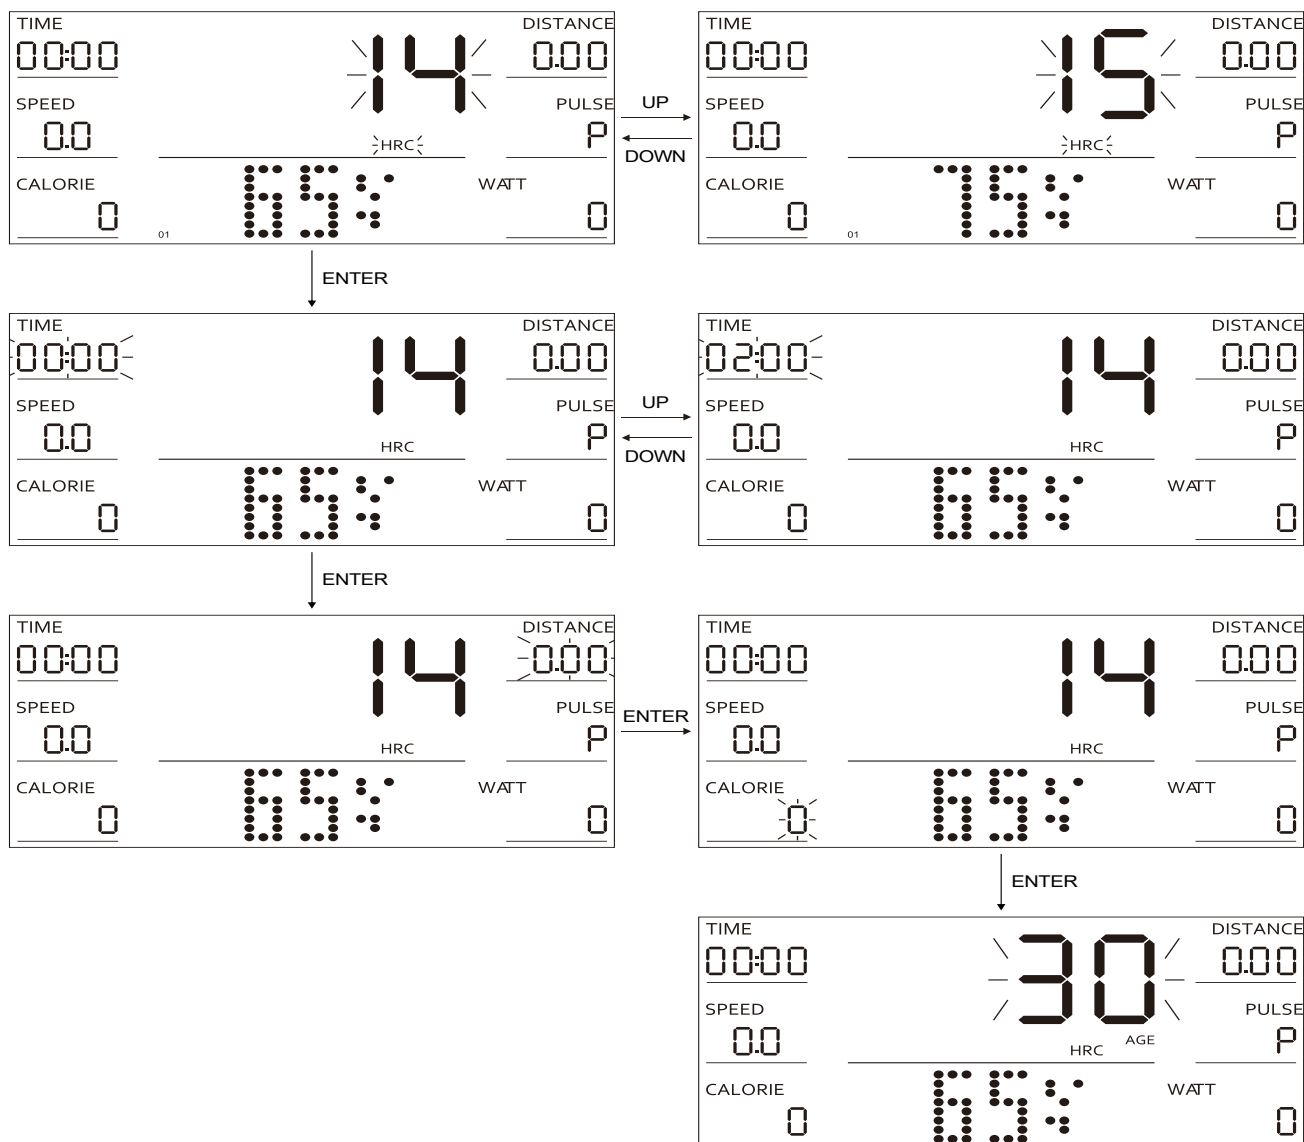 TIME DISTANCE
00:00 14 0.00
SPEED PULSE
0.0 P
HRC
CALORIE 65% WATT
0 0
01
UP
DOWN
TIME DISTANCE
00:00 15 0.00
SPEED PULSE
0.0 P
HRC
CALORIE 75% WATT
0 0
01
ENTER
TIME DISTANCE
00:00 14 0.00
SPEED PULSE
0.0 P
HRC
CALORIE 65% WATT
0 0
UP
DOWN
TIME DISTANCE
02:00 14 0.00
SPEED PULSE
0.0 P
HRC
CALORIE 65% WATT
0 0
ENTER
TIME DISTANCE
00:00 14 0.00
SPEED PULSE
0.0 P
HRC
CALORIE 65% WATT
0 0
ENTER
TIME DISTANCE
00:00 14 0.00
SPEED PULSE
0.0 P
HRC
CALORIE 65% WATT
0 0
ENTER
TIME DISTANCE
00:00 30 0.00
SPEED PULSE
0.0 P
HRC AGE
CALORIE 65% WATT
0 0